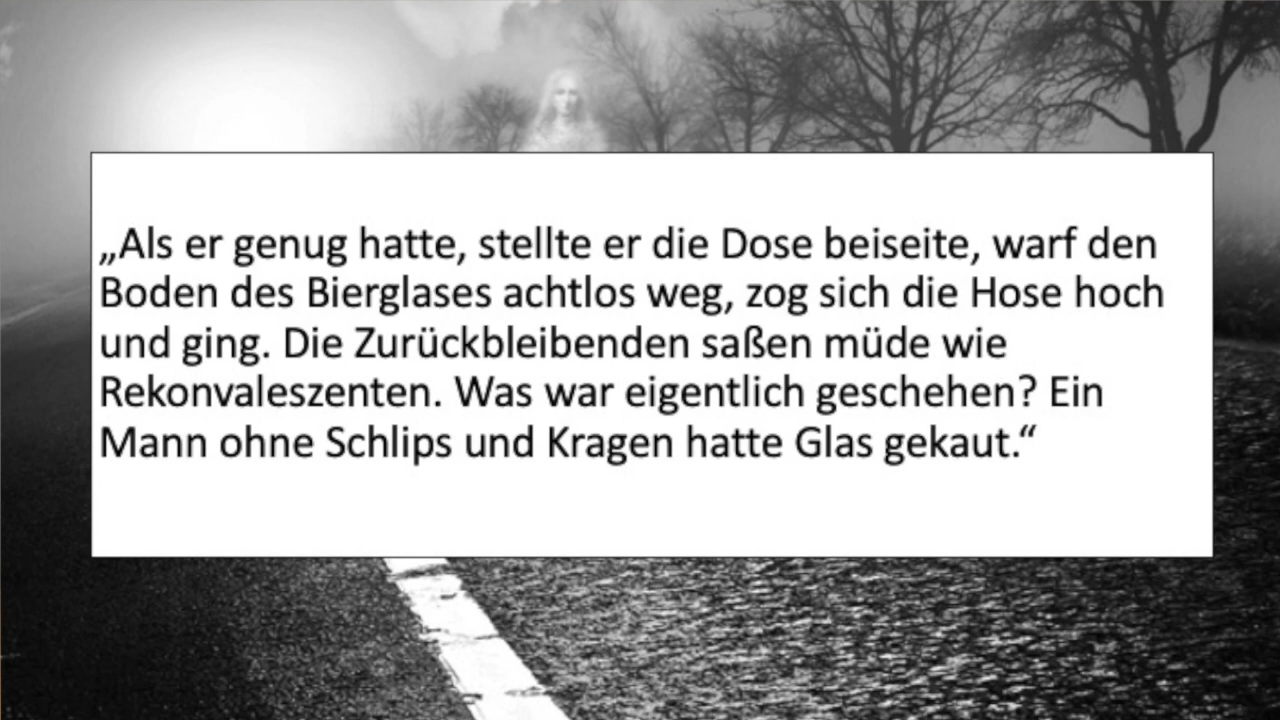 „Als er genug hatte, stellte er die Dose beiseite, warf den
Boden des Bierglases achtlos weg, zog sich die Hose hoch
und ging. Die Zurückbleibenden saßen müde wie
Rekonvaleszenten. Was war eigentlich geschehen? Ein
Mann ohne Schlips und Kragen hatte Glas gekaut.“